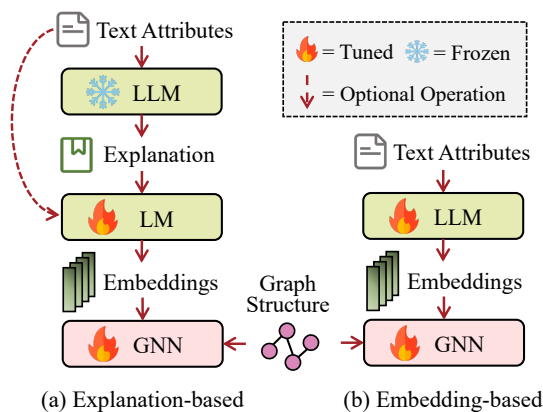 Text Attributes
LLM
Explanation
LM
Embeddings
GNN
(a) Explanation-based
= Tuned
= Frozen
= Optional Operation
Graph
Structure
Text Attributes
LLM
Embeddings
GNN
(b) Embedding-based